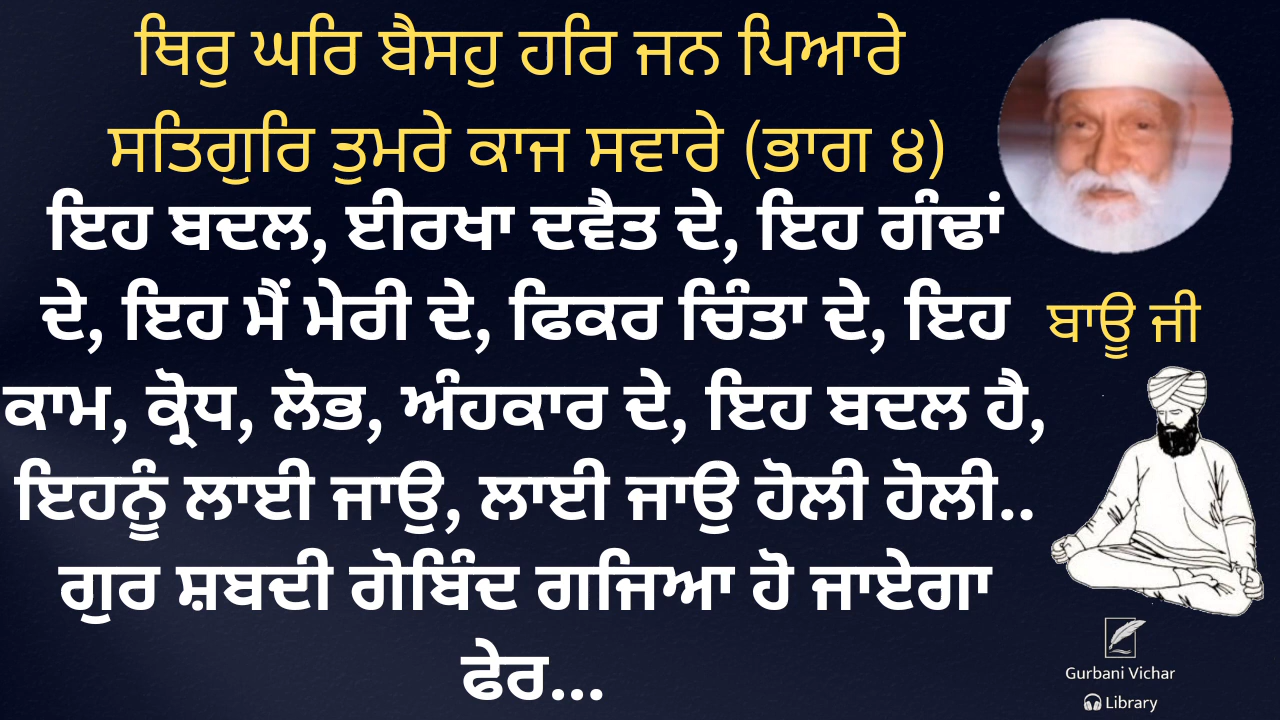 ਥਿਰੁ ਘਰਿ ਬੈਸਹੁ ਹਰਿ ਜਨ ਪਿਆਰੇ
ਸਤਿਗੁਰਿ ਤੁਮਰੇ ਕਾਜ ਸਵਾਰੇ (ਭਾਗ ੪)
ਇਹ ਬਦਲ, ਈਰਖਾ ਦਵੈਤ ਦੇ, ਇਹ ਗੰਢਾਂ
ਦੇ, ਇਹ ਮੈਂ ਮੇਰੀ ਦੇ, ਫਿਕਰ ਚਿੰਤਾ ਦੇ, ਇਹ
ਕਾਮ, ਕ੍ਰੋਧ, ਲੋਭ, ਅੰਹਕਾਰ ਦੇ, ਇਹ ਬਦਲ ਹੈ,
ਇਹਨੂੰ ਲਾਈ ਜਾਉ, ਲਾਈ ਜਾਉ ਹੋਲੀ ਹੋਲੀ..
ਗੁਰ ਸ਼ਬਦੀ ਗੋਬਿੰਦ ਗਜਿਆ ਹੋ ਜਾਏਗਾ
ਫੇਰ...
ਬਾਊ ਜੀ
Gurbani Vichar
Library